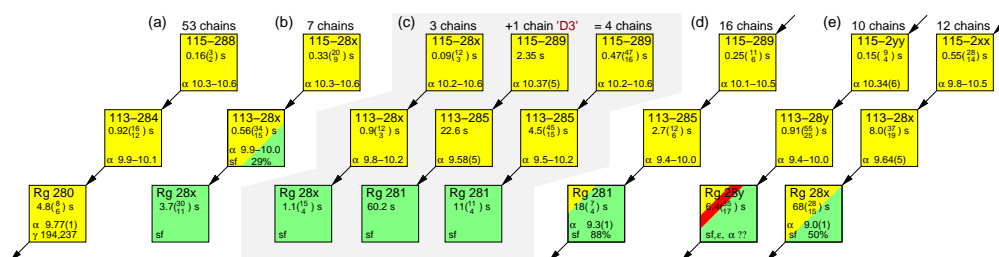 (a) 53 chains
115–288
0.16(3/2) s
α 10.3–10.6
113–284
0.92(16/12) s
α 9.9–10.1
Rg 280
4.8(8/6) s
α 9.77(1)
γ 194,237
(b) 7 chains
115–28x
0.33(20/9) s
α 10.3–10.6
113–28x
0.56(34/15) s
α 9.9–10.0
sf 29%
Rg 28x
3.7(30/11) s
sf
(c) 3 chains +1 chain 'D3' = 4 chains
115–28x
0.09(12/3) s
α 10.2–10.6
113–28x
0.9(12/3) s
α 9.8–10.2
Rg 28x
1.1(15/4) s
sf
115–289
2.35 s
α 10.37(5)
113–285
22.6 s
α 9.58(5)
Rg 281
60.2 s
sf
115–289
0.47(47/16) s
α 10.2–10.6
113–285
4.5(45/15) s
α 9.5–10.2
Rg 281
11(11/4) s
sf
(d) 16 chains
115–289
0.25(11/6) s
α 10.1–10.5
113–285
2.7(12/6) s
α 9.4–10.0
Rg 281
18(7/4) s
α 9.3(1)
sf 88%
(e) 10 chains
115–2yy
0.15(9/4) s
α 10.34(6)
113–28y
0.91(55/25) s
α 9.4–10.0
Rg 28y
sf,ε, α ??
12 chains
115–2xx
0.55(28/14) s
α 9.8–10.5
113–28x
8.0(37/19) s
α 9.64(5)
Rg 28x
68(28/15) s
α 9.0(1)
sf 50%